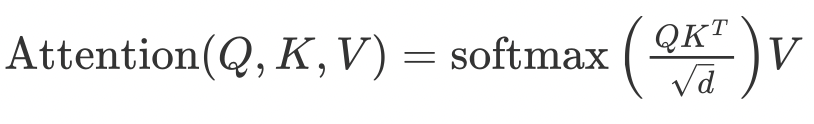 Attention(Q, K, V) = softmax(QK^T/√d)V